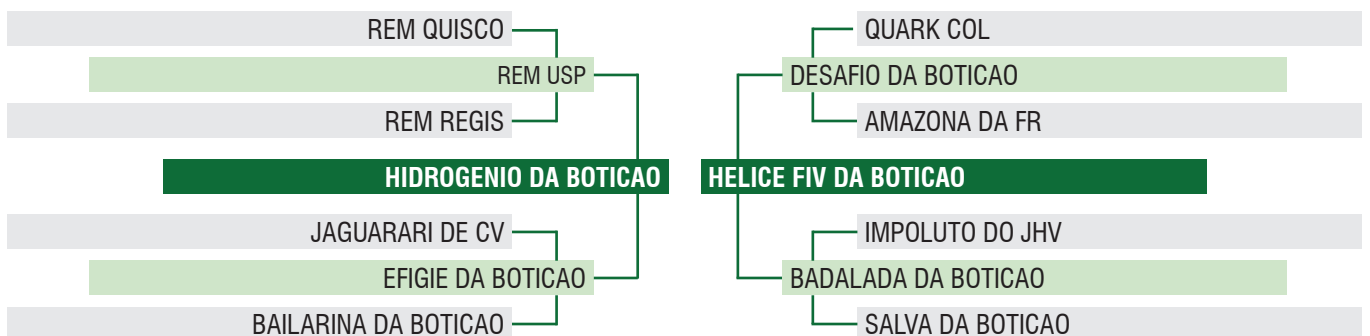 REM QUISCO
REM USP
REM REGIS
HIDROGENIO DA BOTICAO
JAGUARARI DE CV
EFIGIE DA BOTICAO
BAILARINA DA BOTICAO
QUARK COL
DESAFIO DA BOTICAO
AMAZONA DA FR
HELICE FIV DA BOTICAO
IMPOLUTO DO JHV
BADALADA DA BOTICAO
SALVA DA BOTICAO